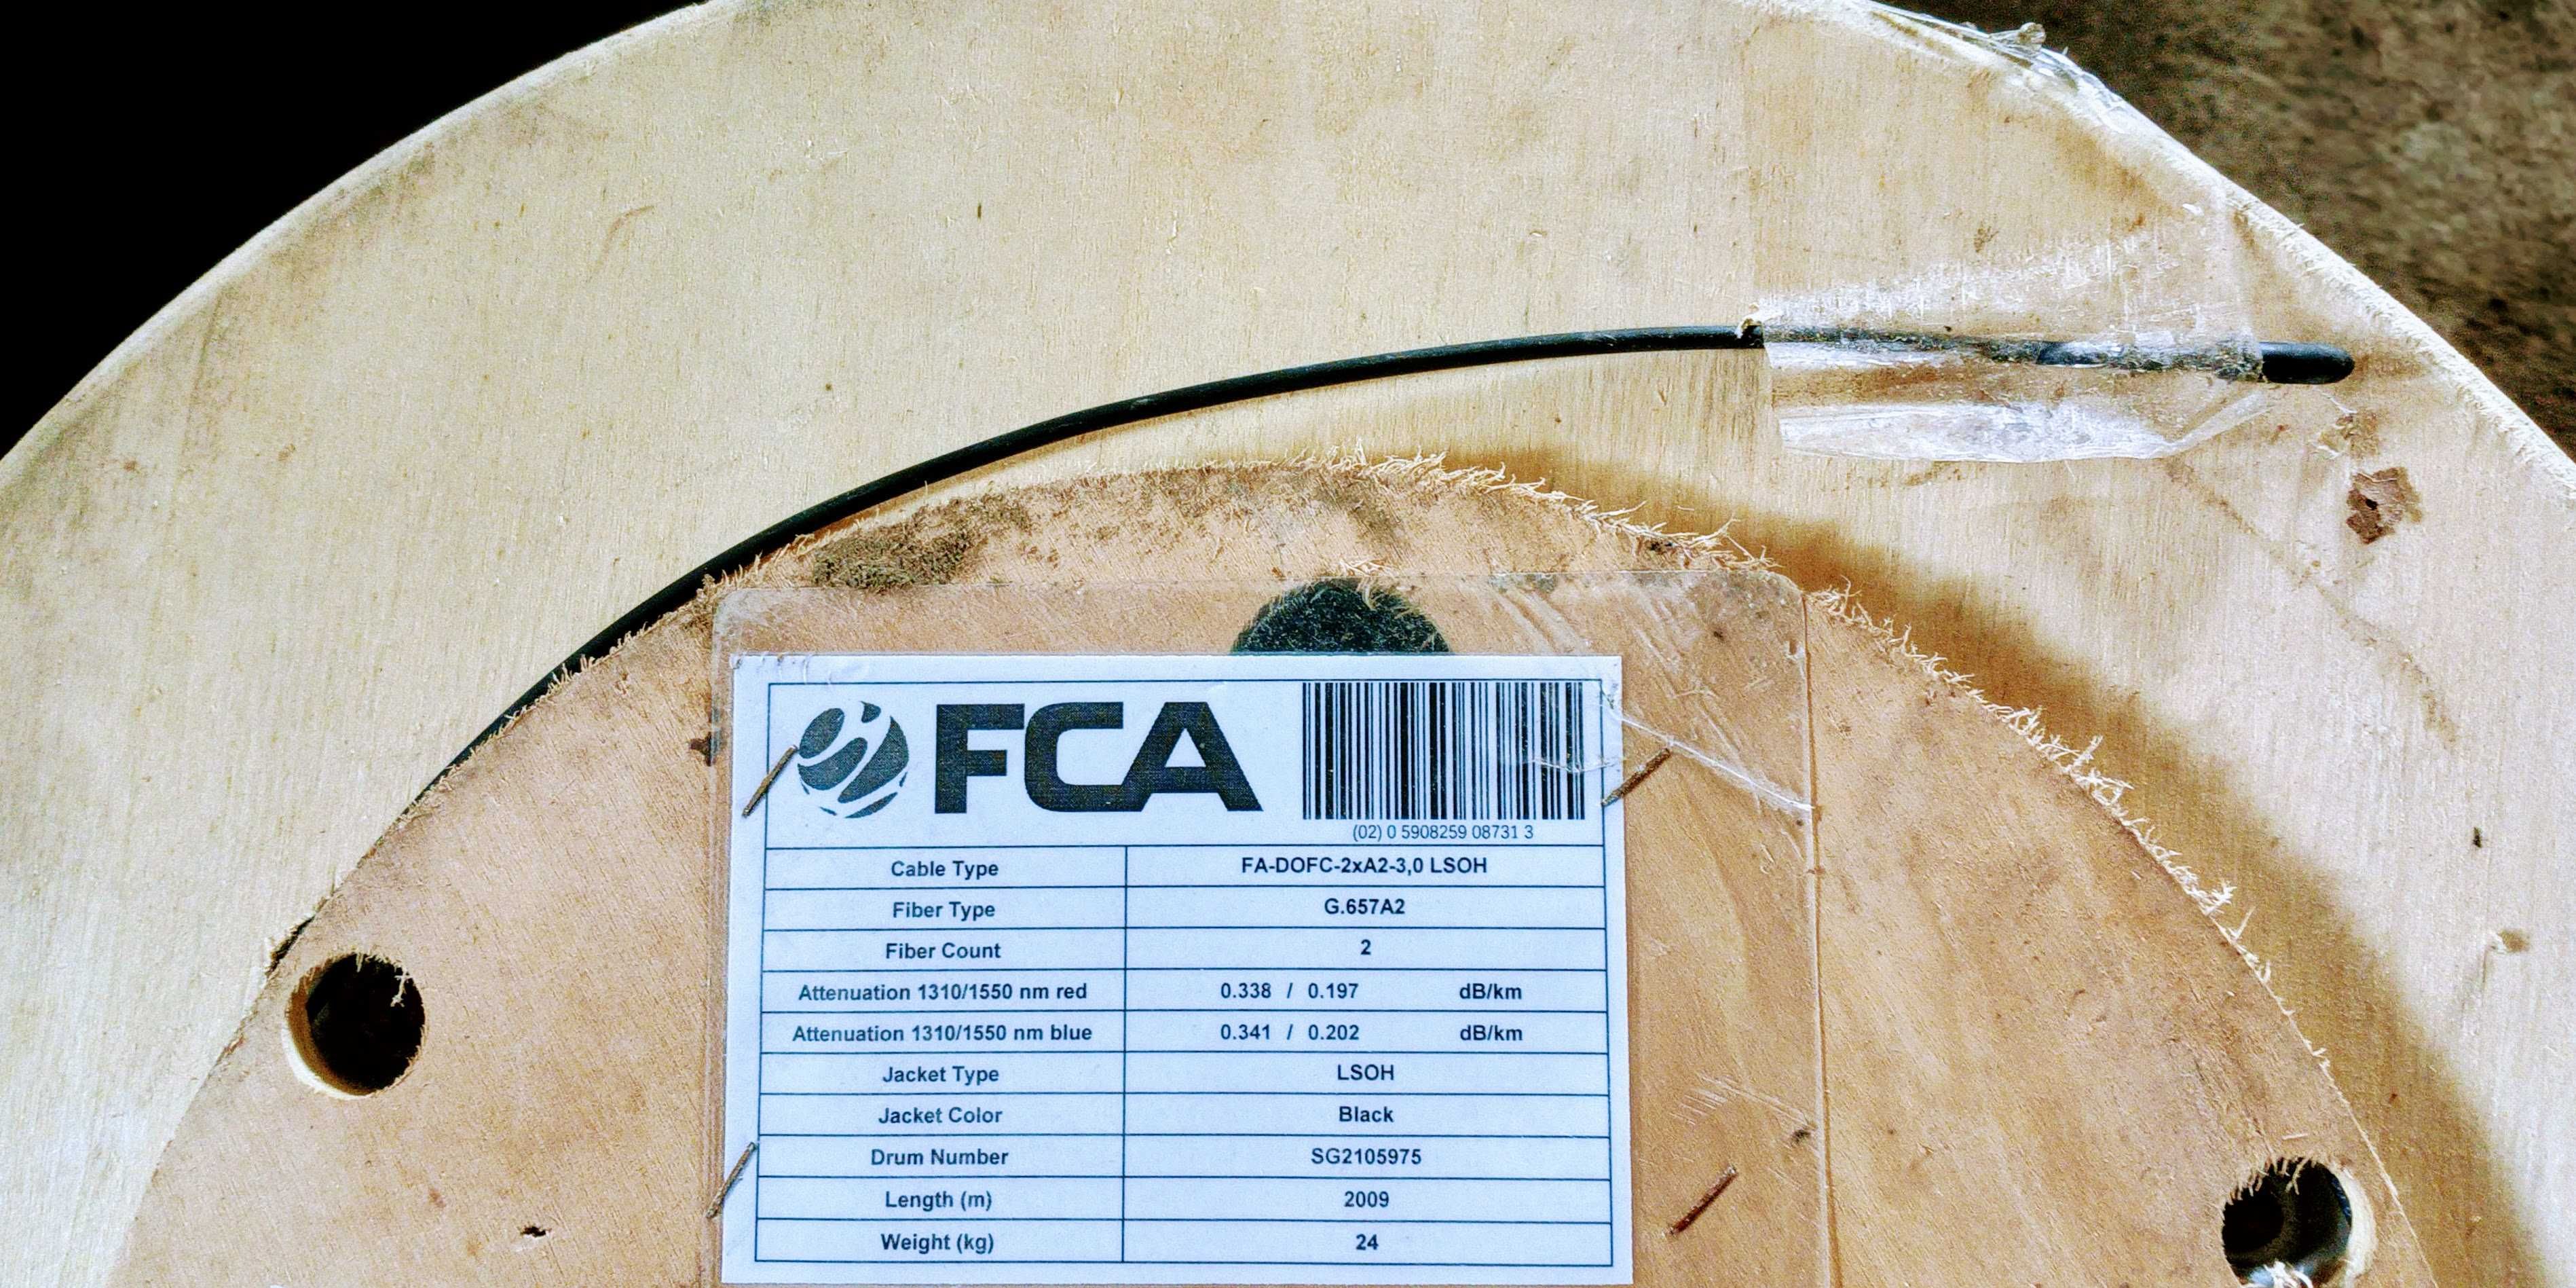 FCA
(02) 0 5908259 08731 3
Cable Type FA-DOFC-2xA2-3,0 LSOH
Fiber Type G.657A2
Fiber Count 2
Attenuation 1310/1550 nm red 0.338 / 0.197 dB/km
Attenuation 1310/1550 nm blue 0.341 / 0.202 dB/km
Jacket Type LSOH
Jacket Color Black
Drum Number SG2105975
Length (m) 2009
Weight (kg) 24